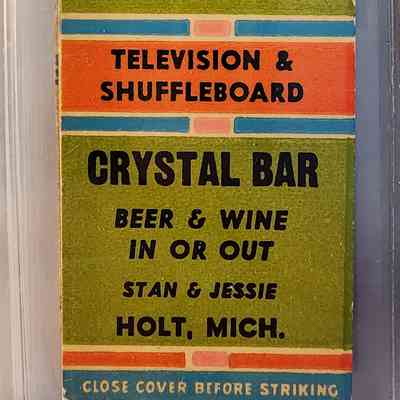 TELEVISION &
SHUFFLEBOARD
CRYSTAL BAR
BEER & WINE
IN OR OUT
STAN & JESSIE
HOLT, MICH.
CLOSE COVER BEFORE STRIKING